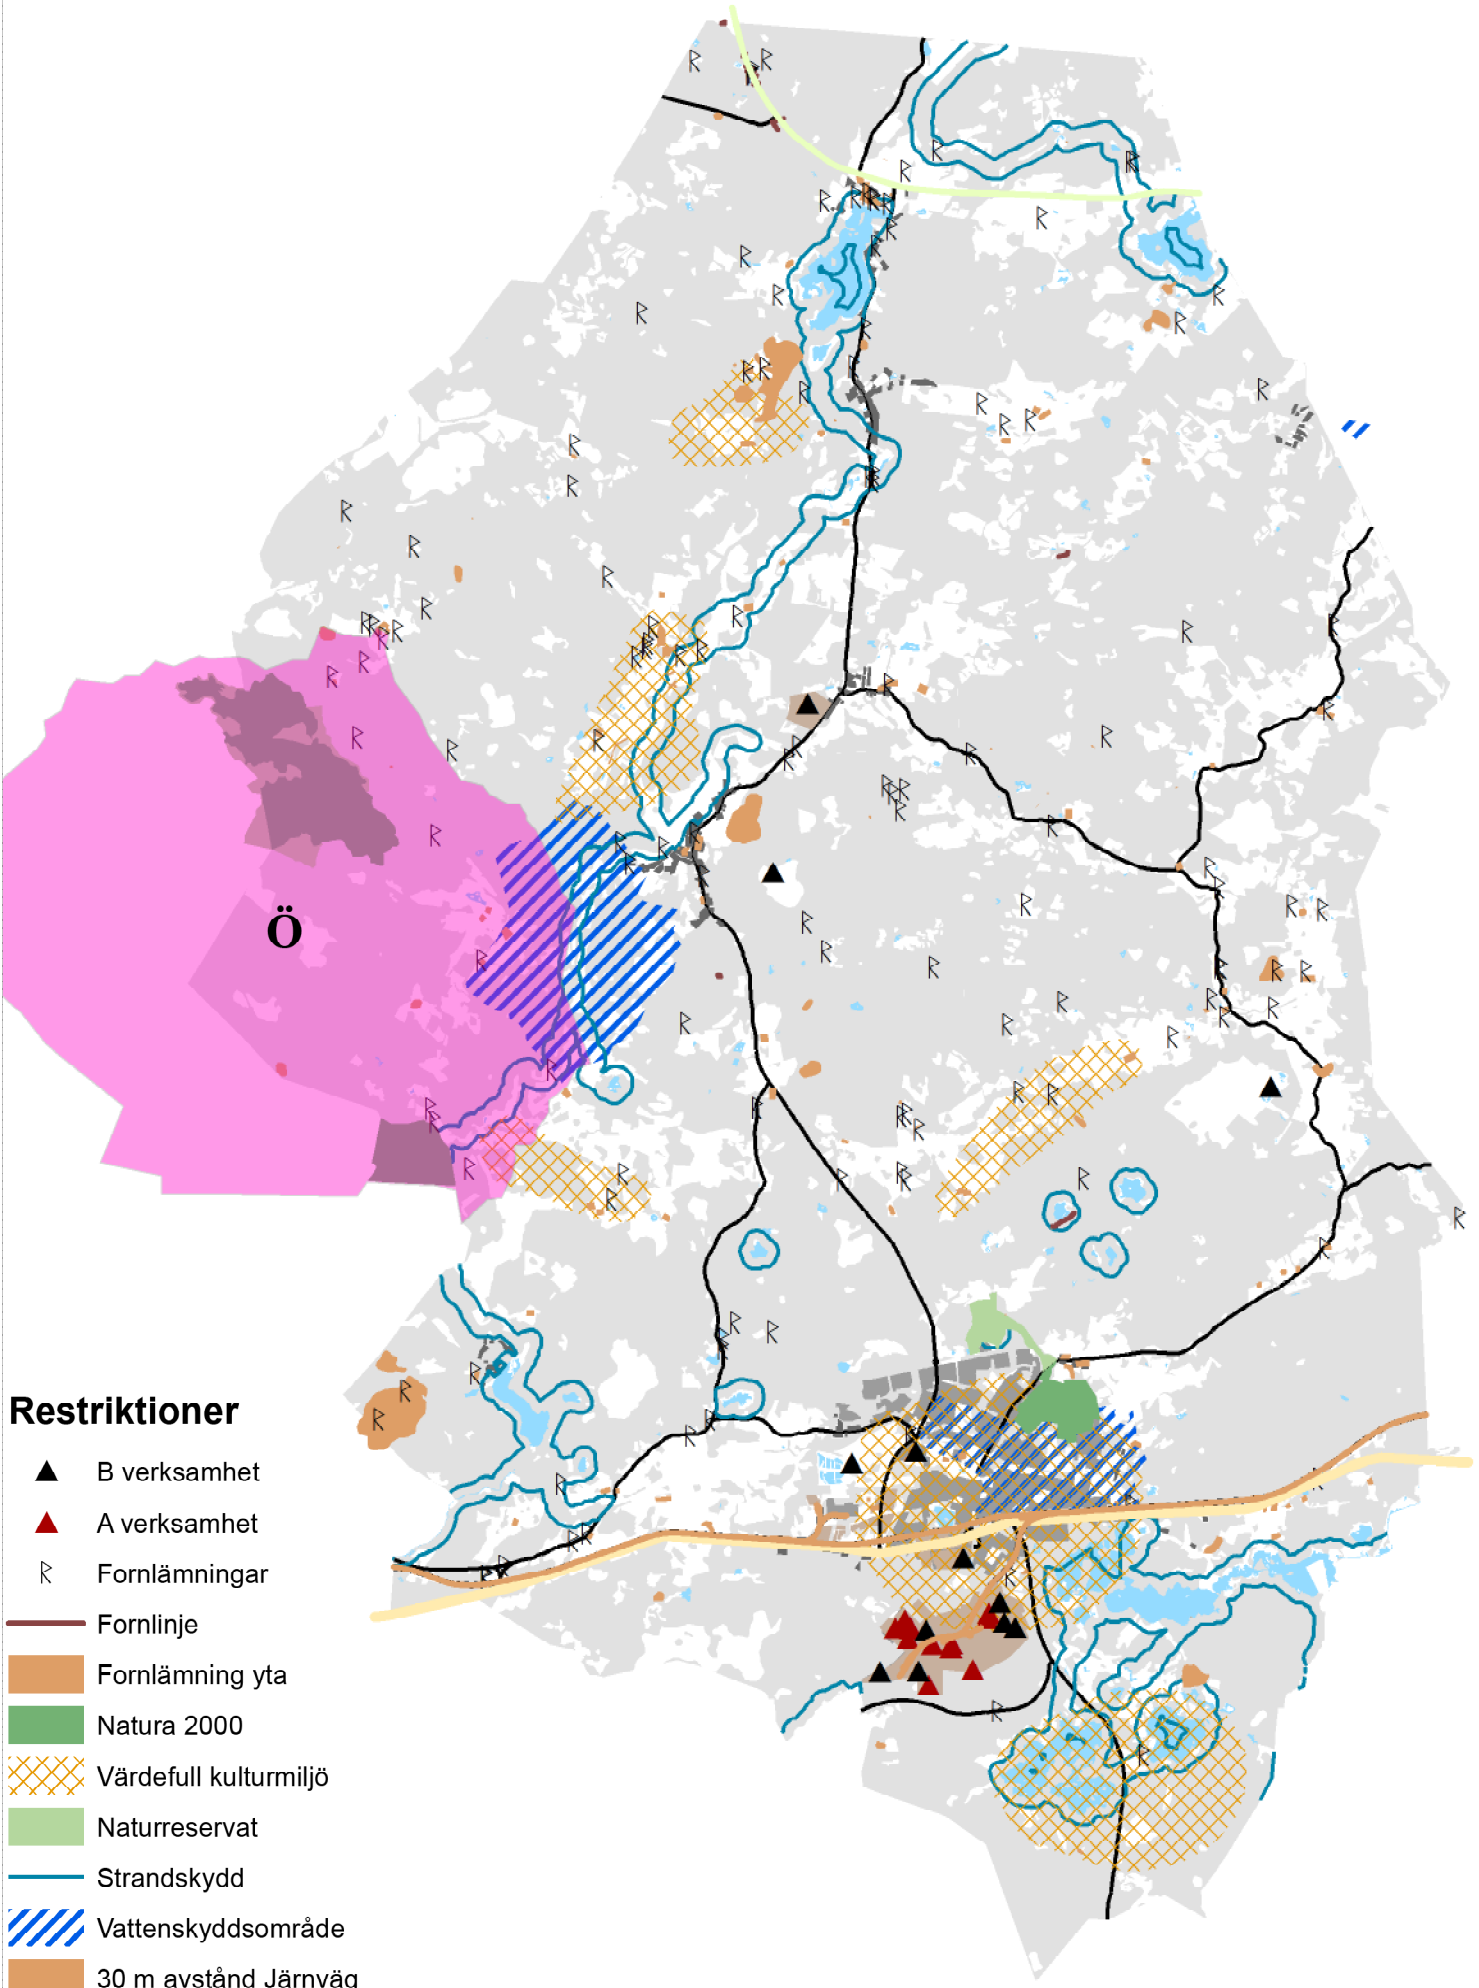 Ö
Restriktioner
B verksamhet
A verksamhet
Fornlämningar
Fornlinje
Fornlämning yta
Natura 2000
Värdefull kulturmiljö
Naturreservat
Strandskydd
Vattenskyddsområde
30 m avstånd Järnväg